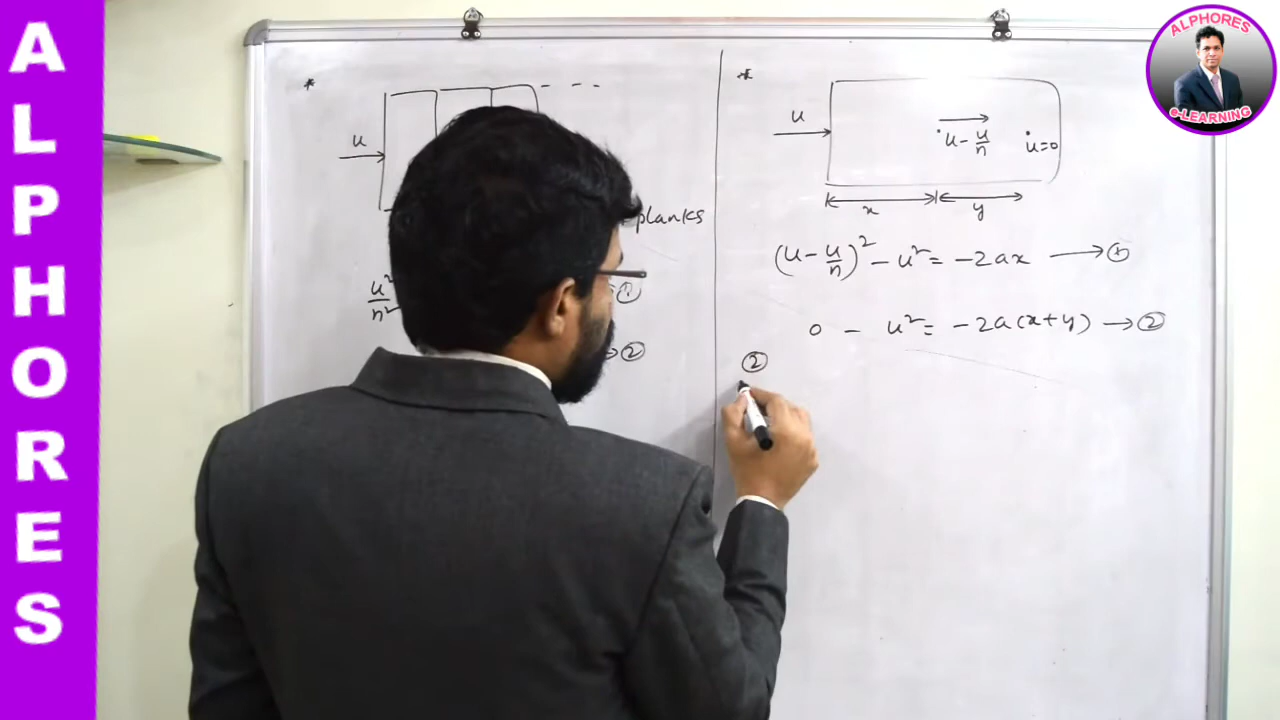 ALPHORES
ALPHORES
e-LEARNING
*
u
planks
u²/n²
①
→ ②
*
u
u - u/n
u=0
x
y
(u - u/n)² - u² = -2ax → ①
0 - u² = -2a(x+y) → ②
②